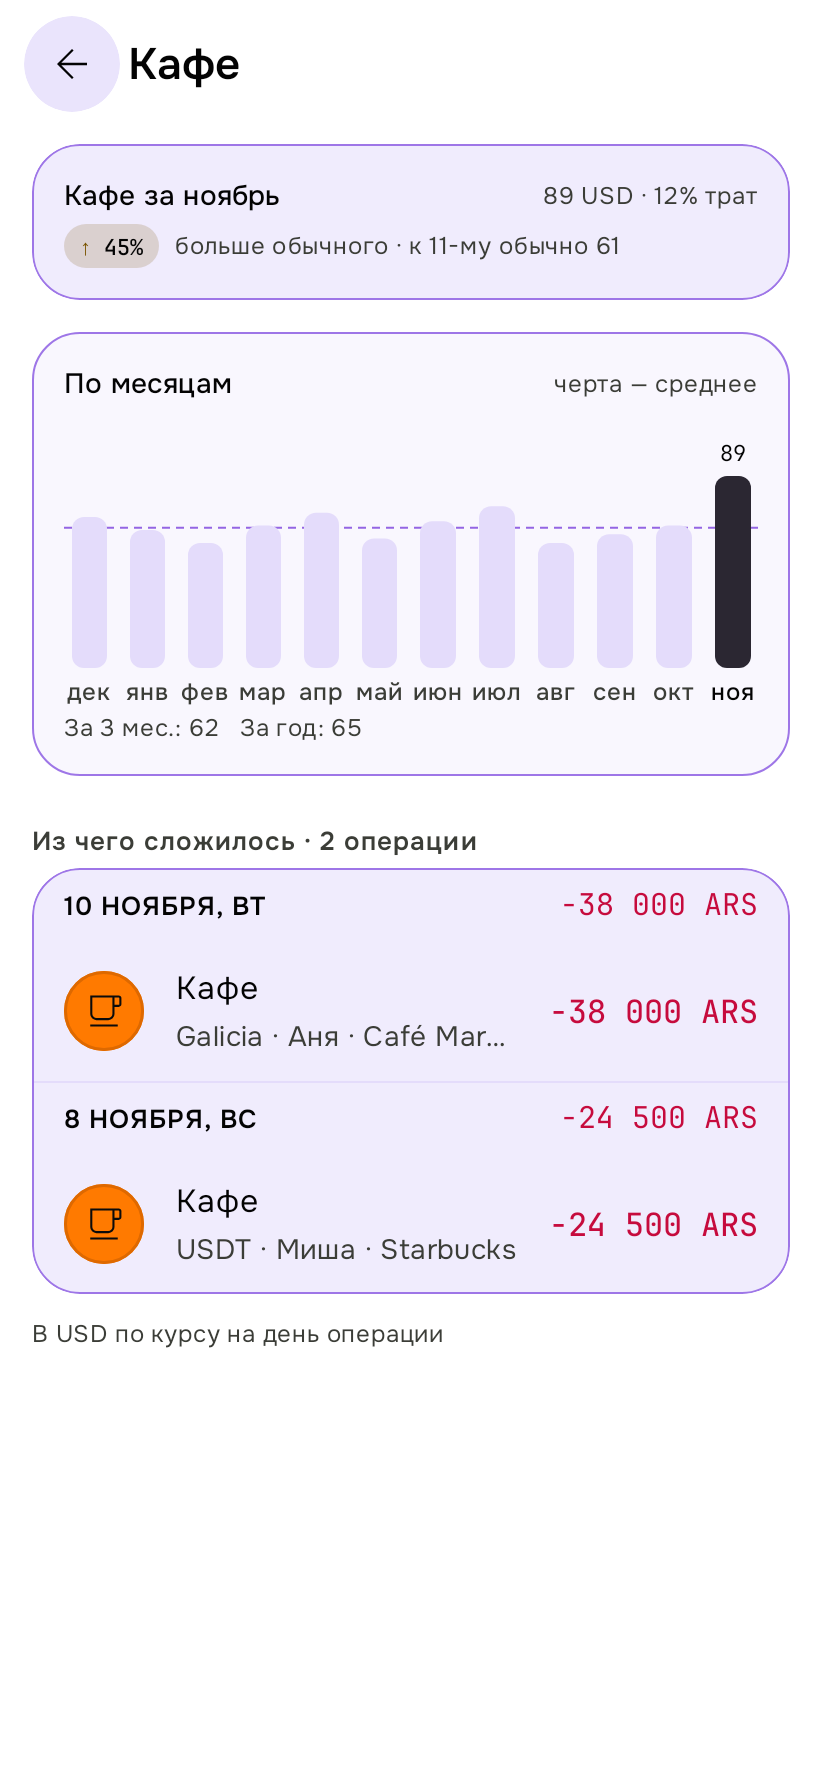 Кафе
Кафе за ноябрь 89 USD · 12% трат
↑ 45% больше обычного · к 11-му обычно 61
По месяцам черта — среднее
89
дек янв фев мар апр май июн июл авг сен окт ноя
За 3 мес.: 62 За год: 65
Из чего сложилось · 2 операции
10 НОЯБРЯ, ВТ -38 000 ARS
Кафе
Galicia · Аня · Café Mar... -38 000 ARS
8 НОЯБРЯ, ВС -24 500 ARS
Кафе
USDT · Миша · Starbucks -24 500 ARS
В USD по курсу на день операции